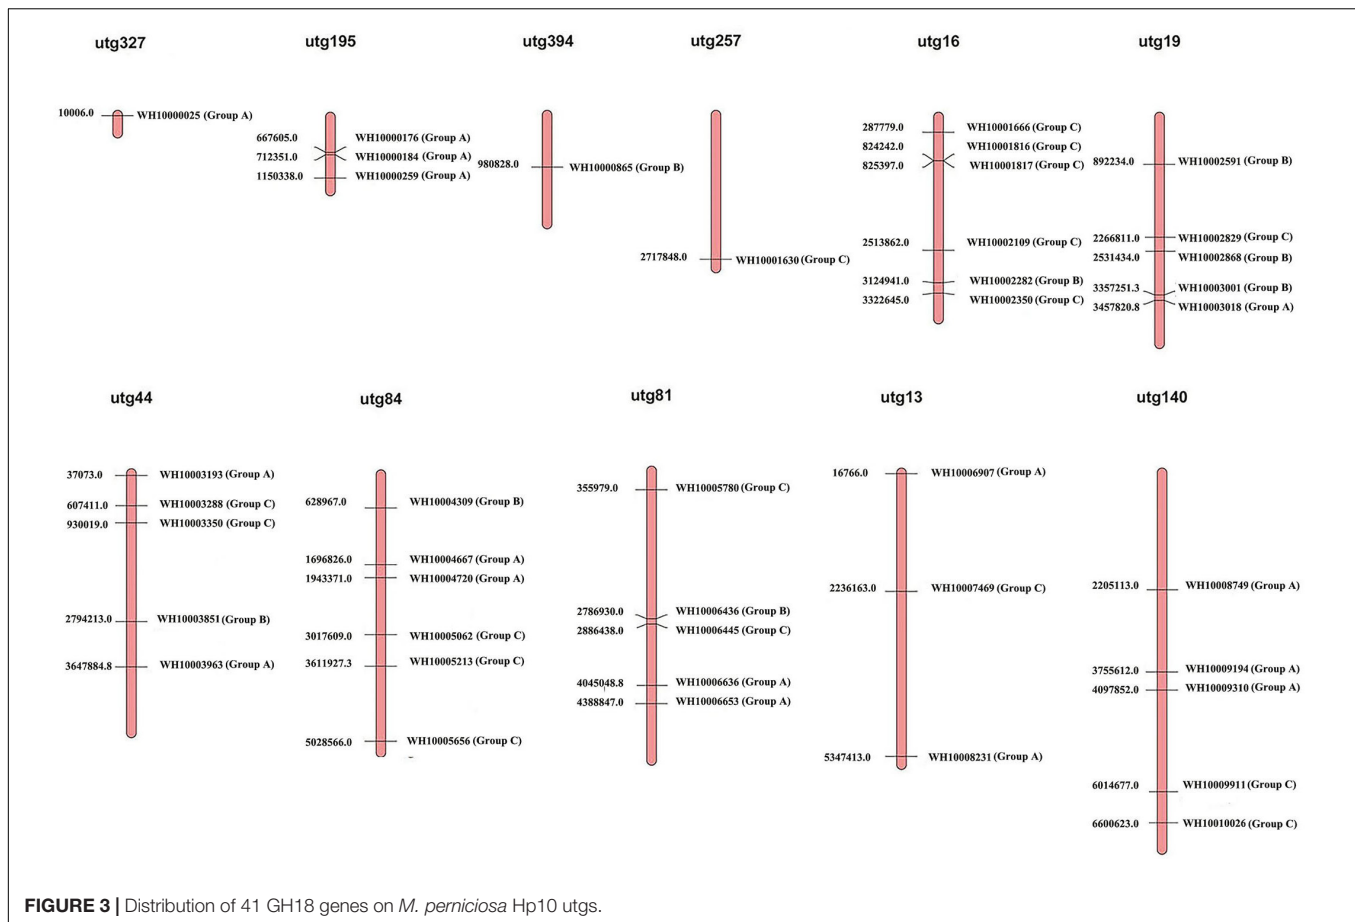 utg327
utg195
utg394
utg257
utg16
utg19
10006.0 WH10000025 (Group A)
667605.0 WH10000176 (Group A)
712351.0 WH10000184 (Group A)
1150338.0 WH10000259 (Group A)
980828.0 WH10000865 (Group B)
2717848.0 WH10001630 (Group C)
287779.0 WH10001666 (Group C)
824242.0 WH10001816 (Group C)
825397.0 WH10001817 (Group C)
2513862.0 WH10002109 (Group C)
3124941.0 WH10002282 (Group B)
3322645.0 WH10002350 (Group C)
892234.0 WH10002591 (Group B)
2266811.0 WH10002829 (Group C)
2531434.0 WH10002868 (Group B)
3357251.3 WH10003001 (Group B)
3457820.8 WH10003018 (Group A)
utg44
utg84
utg81
utg13
utg140
37073.0 WH10003193 (Group A)
607411.0 WH10003288 (Group C)
930019.0 WH10003350 (Group C)
2794213.0 WH10003851 (Group B)
3647884.8 WH10003963 (Group A)
628967.0 WH10004309 (Group B)
1696826.0 WH10004667 (Group A)
1943371.0 WH10004720 (Group A)
3017609.0 WH10005062 (Group C)
3611927.3 WH10005213 (Group C)
5028566.0 WH10005656 (Group C)
355979.0 WH10005780 (Group C)
2786930.0 WH10006436 (Group B)
2886438.0 WH10006445 (Group C)
4045048.8 WH10006636 (Group A)
4388847.0 WH10006653 (Group A)
16766.0 WH10006907 (Group A)
2236163.0 WH10007469 (Group C)
5347413.0 WH10008231 (Group A)
2205113.0 WH10008749 (Group A)
3755612.0 WH10009194 (Group A)
4097852.0 WH10009310 (Group A)
6014677.0 WH10009911 (Group C)
6600623.0 WH10010026 (Group C)
FIGURE 3 | Distribution of 41 GH18 genes on M. perniciosa Hp10 utgs.